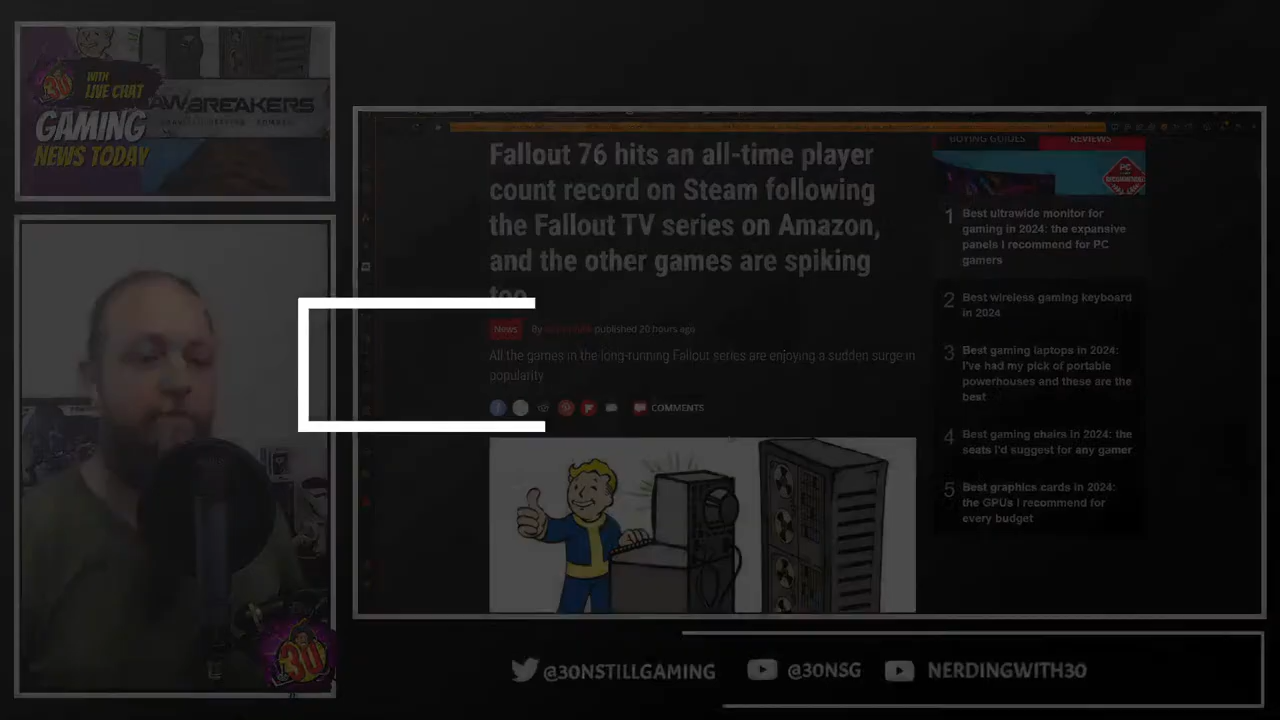 WITH
LIVE CHAT
GAMING
NEWS TODAY
AWBREAKERS
30
Fallout 76 hits an all-time player
count record on Steam following
the Fallout TV series on Amazon,
and the other games are spiking
too
News
By
published 20 hours ago
All the games in the long-running Fallout series are enjoying a sudden surge in
popularity
COMMENTS
BUYING GUIDES
REVIEWS
PC
1 Best ultrawide monitor for
gaming in 2024: the expansive
panels I recommend for PC
gamers
2 Best wireless gaming keyboard
in 2024
3 Best gaming laptops in 2024:
I've had my pick of portable
powerhouses and these are the
best
4 Best gaming chairs in 2024: the
seats I'd suggest for any gamer
5 Best graphics cards in 2024:
the GPUs I recommend for
every budget
30
@30NSTILLGAMING
@30NSG
NERDINGWITH30